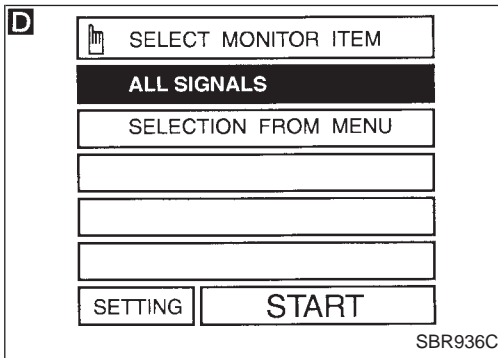 D
SELECT MONITOR ITEM
ALL SIGNALS
SELECTION FROM MENU
SETTING START
SBR936C